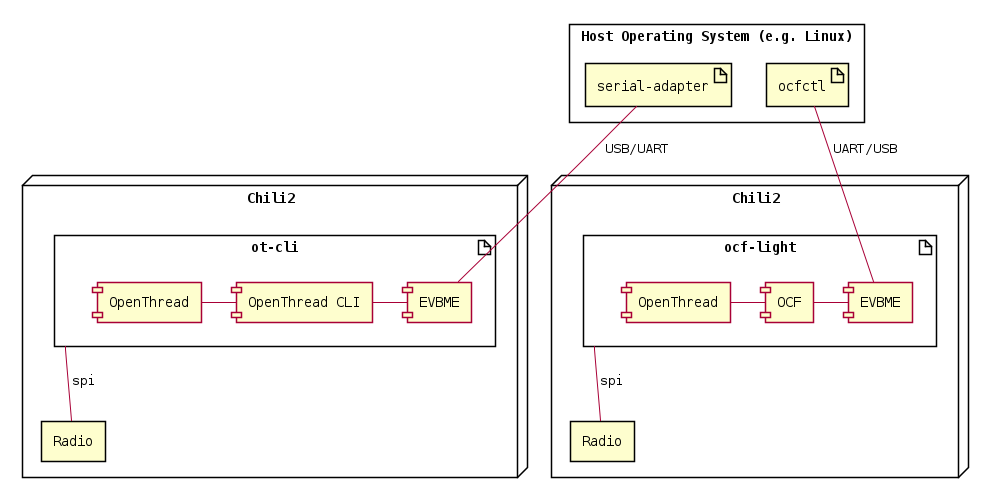 Host Operating System (e.g. Linux)
serial-adapter
ocfctl
USB/UART
UART/USB
Chili2
Chili2
ot-cli
ocf-light
OpenThread
OpenThread CLI
EVBME
OpenThread
OCF
EVBME
spi
spi
Radio
Radio